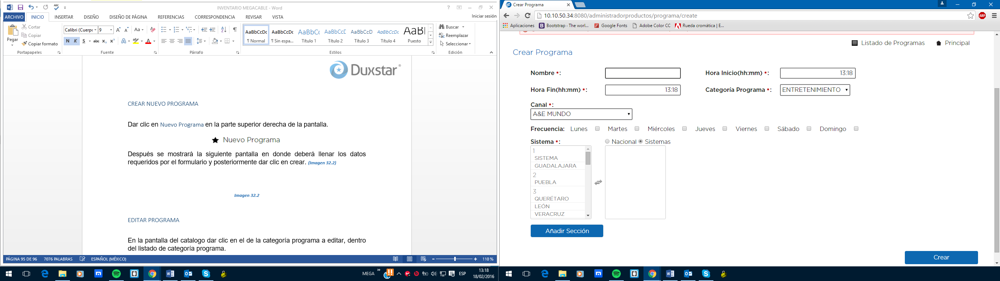 INVENTARIO MEGACABLE - Word
ARCHIVO INICIO INSERTAR DISEÑO DISEÑO DE PÁGINA REFERENCIAS CORRESPONDENCIA REVISAR VISTA Iniciar sesión
Pegar
Cortar
Copiar
Copiar formato
Portapapeles
Calibri (Cuerpo 9
N K S abc x₂ x²
Fuente
Párrafo
AaBbCcDc AaBbCcDc AaBbCc AaBbCcC AaBbCcD AaBbCcDc AaBI
¶ Normal ¶ Sin espa... Título 1 Título 2 Título 3 Título 4 Puesto
Estilos
Buscar
Reemplazar
Seleccionar
Edición
Duxstar®
CREAR NUEVO PROGRAMA
Dar clic en Nuevo Programa en la parte superior derecha de la pantalla.
Nuevo Programa
Después se mostrará la siguiente pantalla en donde deberá llenar los datos
requeridos por el formulario y posteriormente dar clic en crear. (Imagen 32.2)
Imagen 32.2
EDITAR PROGRAMA
En la pantalla del catalogo dar clic en el de la categoría programa a editar, dentro
del listado de categoría programa.
PÁGINA 95 DE 96 7076 PALABRAS ESPAÑOL (MÉXICO) 110 %
MEGA ESP 13:18
18/02/2016
Crear Programa
10.10.50.34:8080/administradorproductos/programa/create
Aplicaciones Bootstrap · The worl... Google Fonts Adobe Color CC Rueda cromática | E...
Listado de Programas Principal
Crear Programa
Nombre *: Hora Inicio(hh:mm) *: 13:18
Hora Fin(hh:mm) *: 13:18 Categoría Programa *: ENTRETENIMIENTO
Canal *:
A&E MUNDO
Frecuencia: Lunes Martes Miércoles Jueves Viernes Sábado Domingo
Sistema *: Nacional Sistemas
1
SISTEMA
GUADALAJARA
2
PUEBLA
3
QUERÉTARO
LEÓN
VERACRUZ
Añadir Sección
Crear